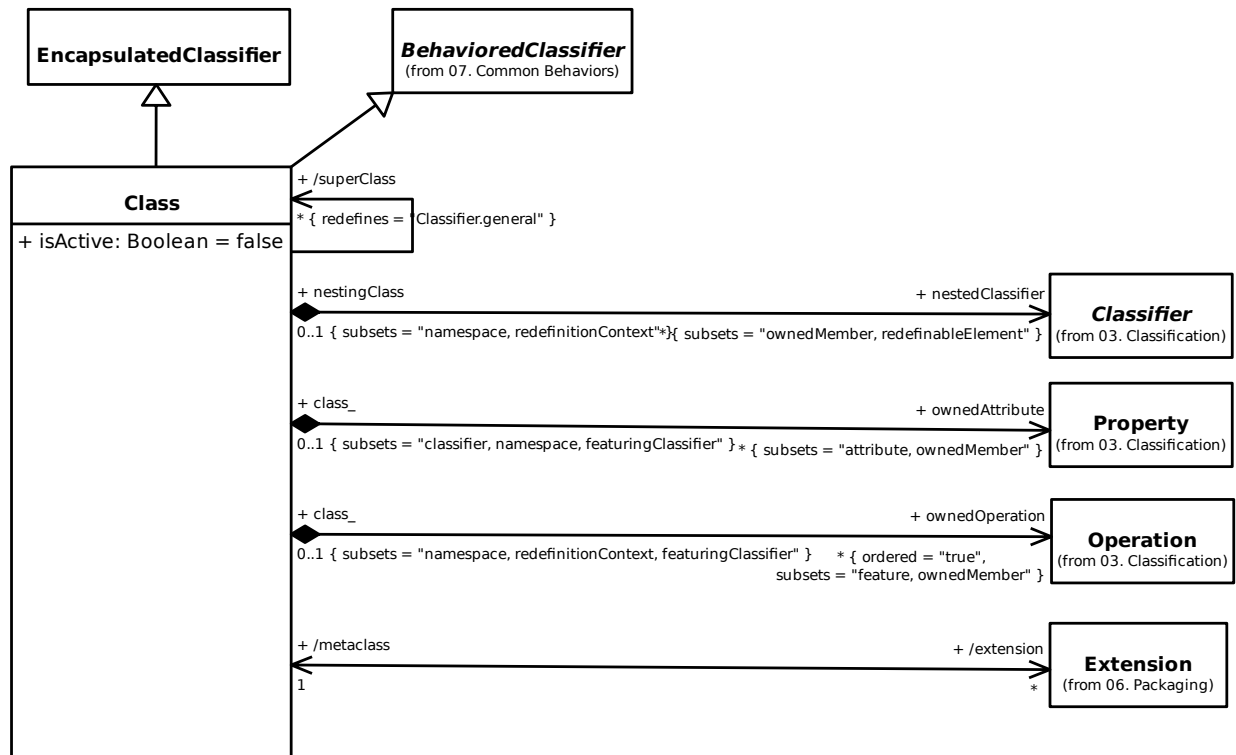 EncapsulatedClassifier
BehavioredClassifier
(from 07. Common Behaviors)
Class
+ isActive: Boolean = false
+ /superClass
* { redefines = "Classifier.general" }
+ nestingClass
+ nestedClassifier
0..1 { subsets = "namespace, redefinitionContext" }
* { subsets = "ownedMember, redefinableElement" }
Classifier
(from 03. Classification)
+ class_
+ ownedAttribute
0..1 { subsets = "classifier, namespace, featuringClassifier" }
* { subsets = "attribute, ownedMember" }
Property
(from 03. Classification)
+ class_
+ ownedOperation
0..1 { subsets = "namespace, redefinitionContext, featuringClassifier" }
* { ordered = "true",
subsets = "feature, ownedMember" }
Operation
(from 03. Classification)
+ /metaclass
+ /extension
1
*
Extension
(from 06. Packaging)